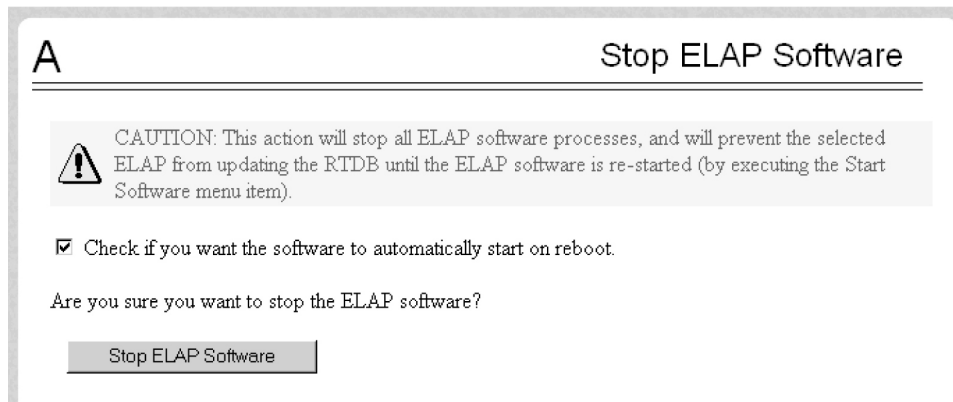 A
Stop ELAP Software
CAUTION: This action will stop all ELAP software processes, and will prevent the selected
ELAP from updating the RTDB until the ELAP software is re-started (by executing the Start
Software menu item).
Check if you want the software to automatically start on reboot.
Are you sure you want to stop the ELAP software?
Stop ELAP Software